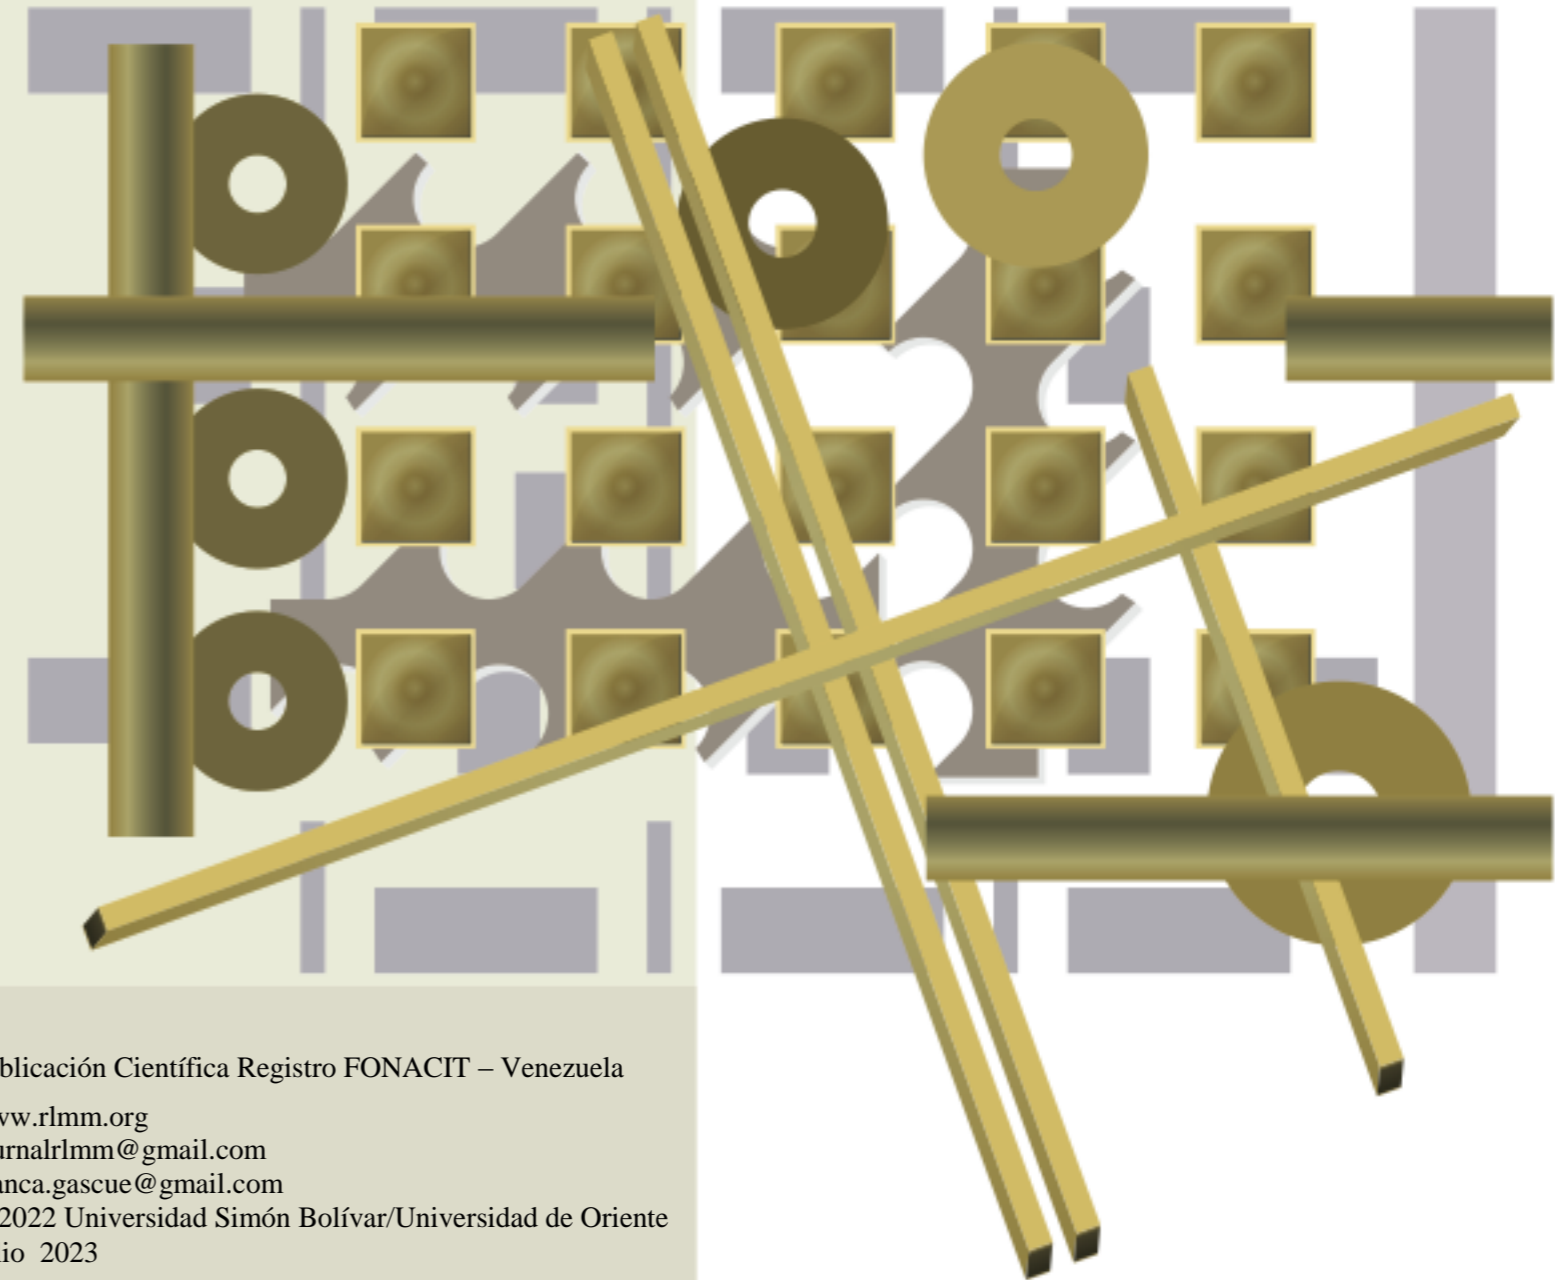 blicación Científica Registro FONACIT – Venezuela
ww.rlmm.org
urnalrlmm@gmail.com
anca.gascue@gmail.com
2022 Universidad Simón Bolívar/Universidad de Oriente
io 2023